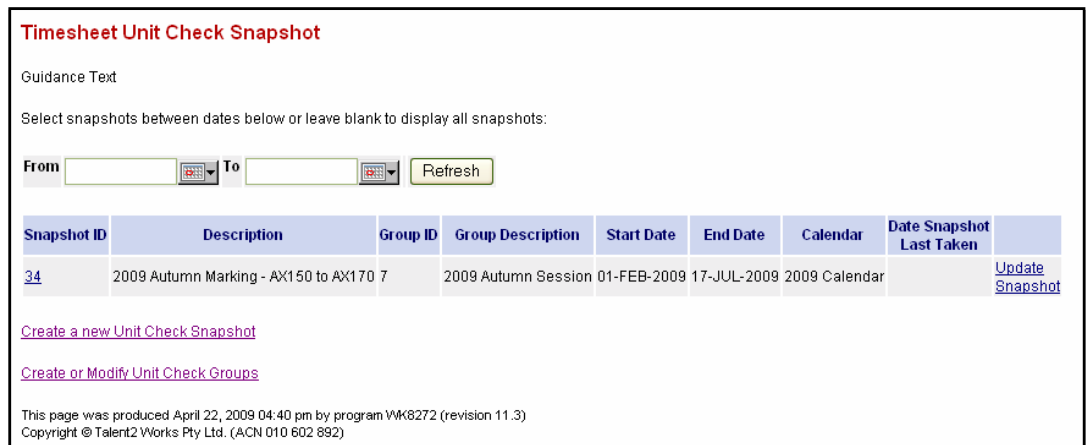 Timesheet Unit Check Snapshot
Guidance Text
Select snapshots between dates below or leave blank to display all snapshots:
From To Refresh
Snapshot ID Description Group ID Group Description Start Date End Date Calendar Date Snapshot Last Taken
34 2009 Autumn Marking - AX150 to AX170 7 2009 Autumn Session 01-FEB-2009 17-JUL-2009 2009 Calendar Update Snapshot
Create a new Unit Check Snapshot
Create or Modify Unit Check Groups
This page was produced April 22, 2009 04:40 pm by program WK8272 (revision 11.3)
Copyright © Talent2 Works Pty Ltd. (ACN 010 602 892)